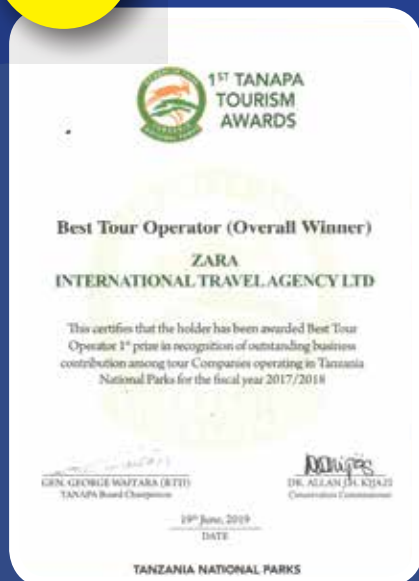 1ST TANAPA
TOURISM
AWARDS
Best Tour Operator (Overall Winner)
ZARA
INTERNATIONAL TRAVEL AGENCY LTD
This certifies that the holder has been awarded Best Tour
Operator 1st prize in recognition of outstanding business
contribution among tour Companies operating in Tanzania
National Parks for the fiscal year 2017/2018
GEN. GEORGE WAITARA (RTD)
TANAPA Board Chairperson
DR. ALLAN J.H. KIJAZI
Conservation Commissioner
19th June, 2019
DATE
TANZANIA NATIONAL PARKS